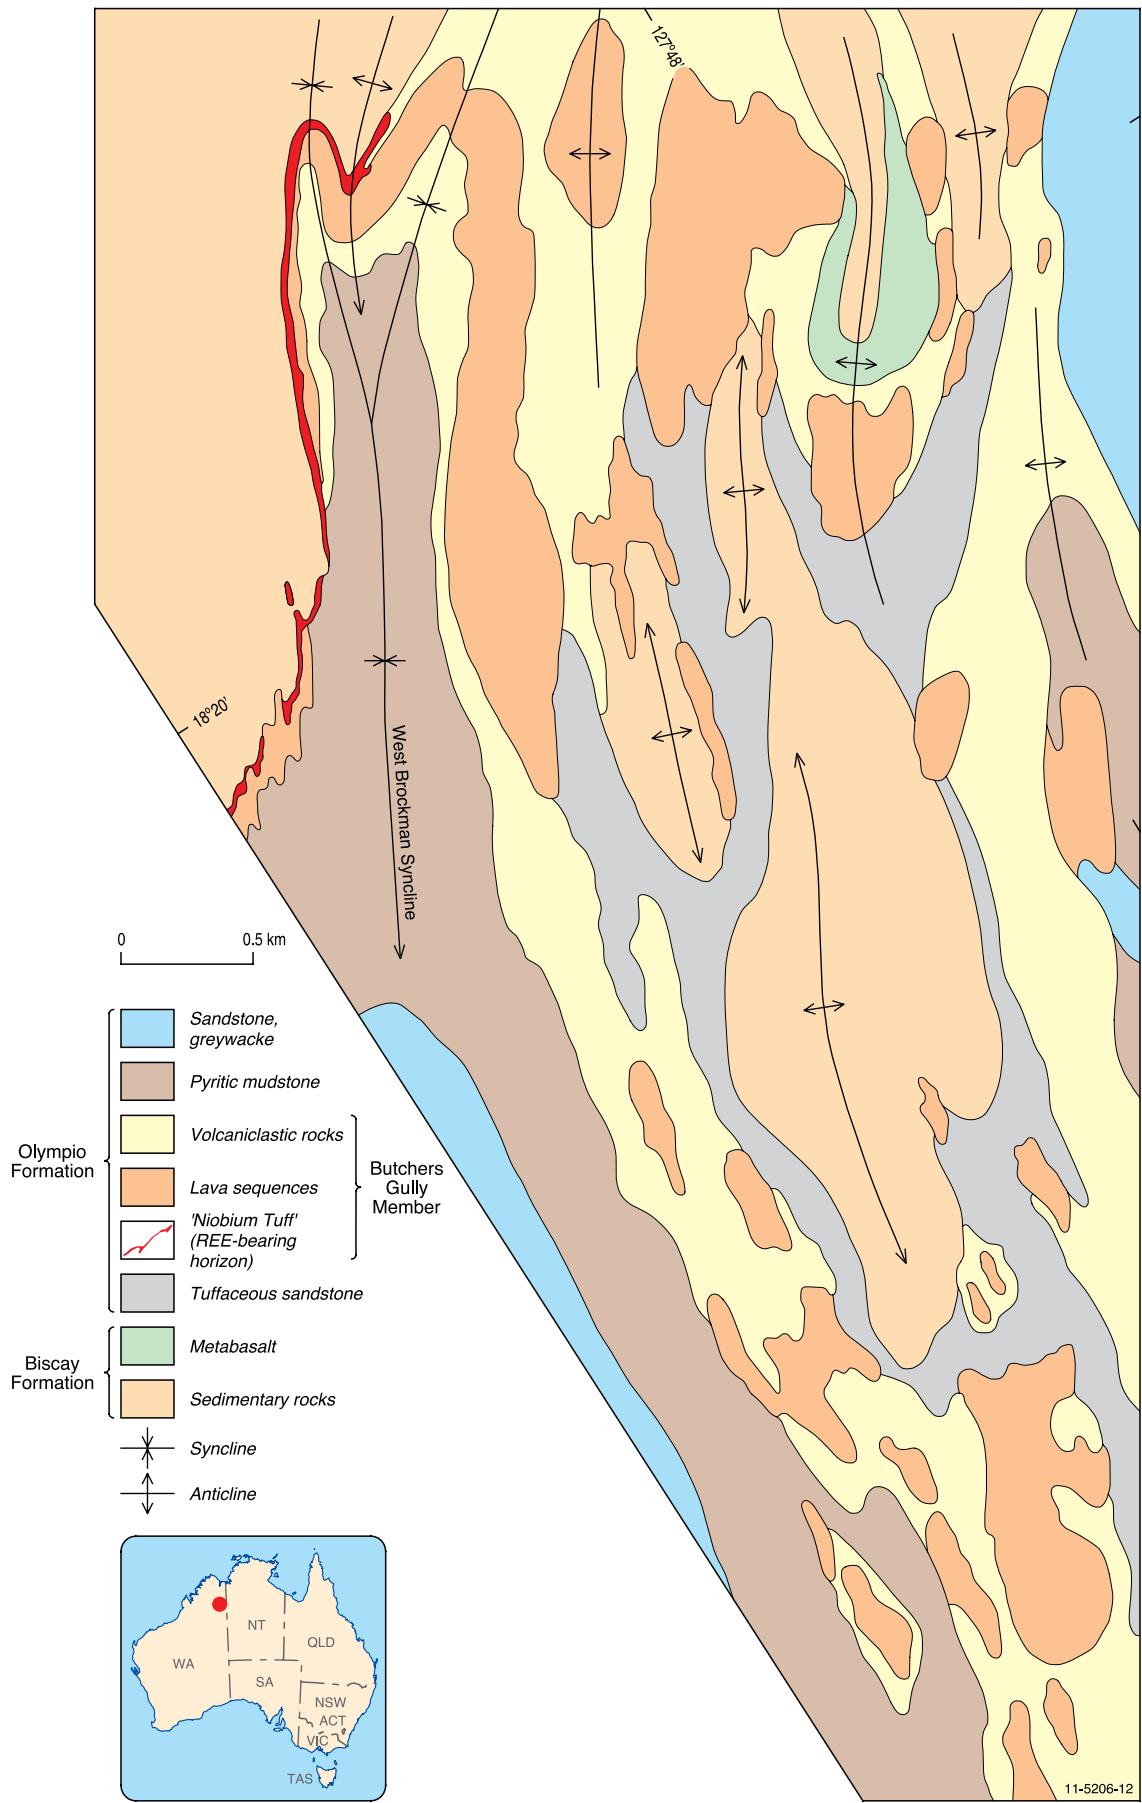 127°48'
18°20'
West Brockman Syncline
0
0.5 km
Olympio
Formation
Sandstone,
greywacke
Pyritic mudstone
Volcaniclastic rocks
Lava sequences
'Niobium Tuff'
(REE-bearing
horizon)
Butchers
Gully
Member
Tuffaceous sandstone
Biscay
Formation
Metabasalt
Sedimentary rocks
Syncline
Anticline
WA
NT
QLD
SA
NSW
ACT
VIC
TAS
11-5206-12